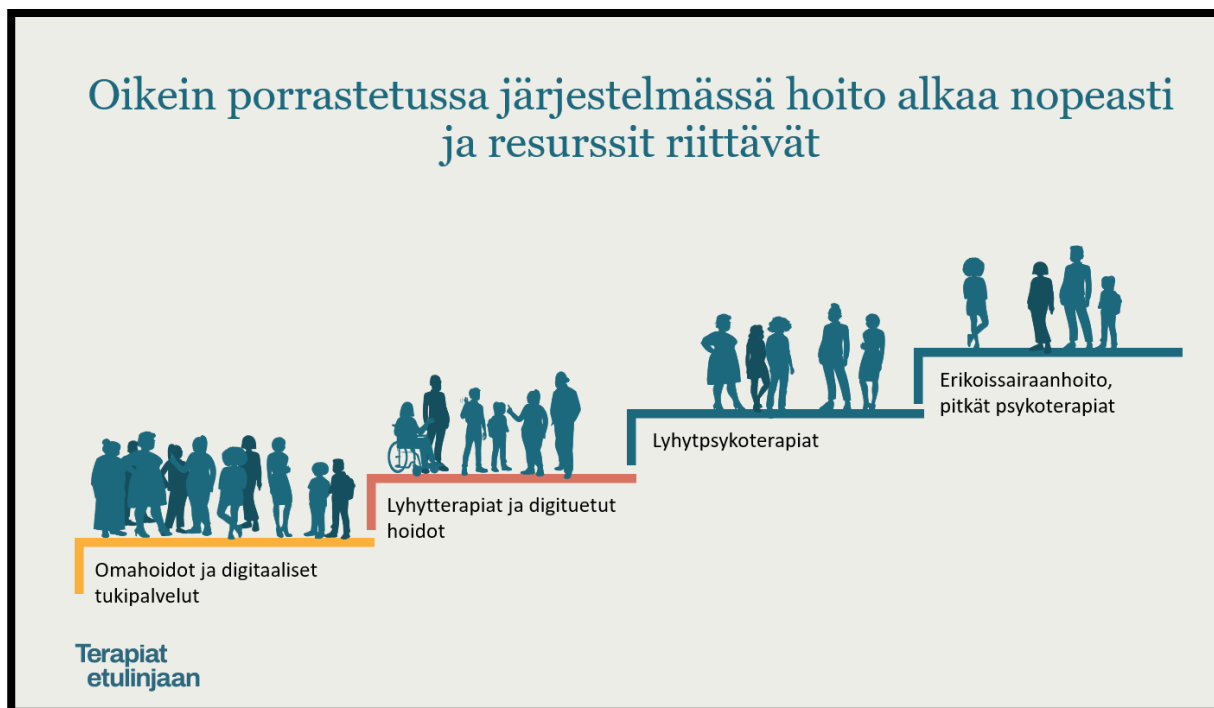 Oikein porrastetussa järjestelmässä hoito alkaa nopeasti
ja resurssit riittävät
Omahoidot ja digitaaliset
tukipalvelut
Lyhytterapiat ja digituetut
hoidot
Lyhytpsykoterapiat
Erikoissairaanhoito,
pitkät psykoterapiat
Terapiat
etulinjaan